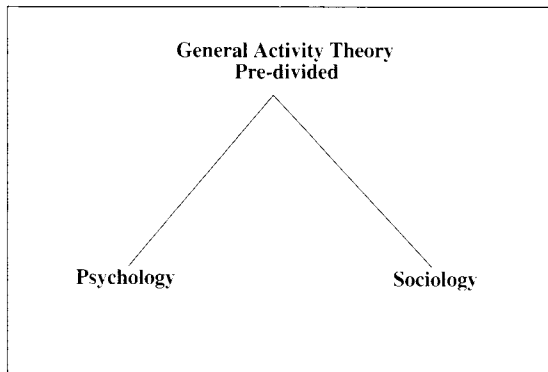 General Activity Theory
Pre-divided
Psychology
Sociology